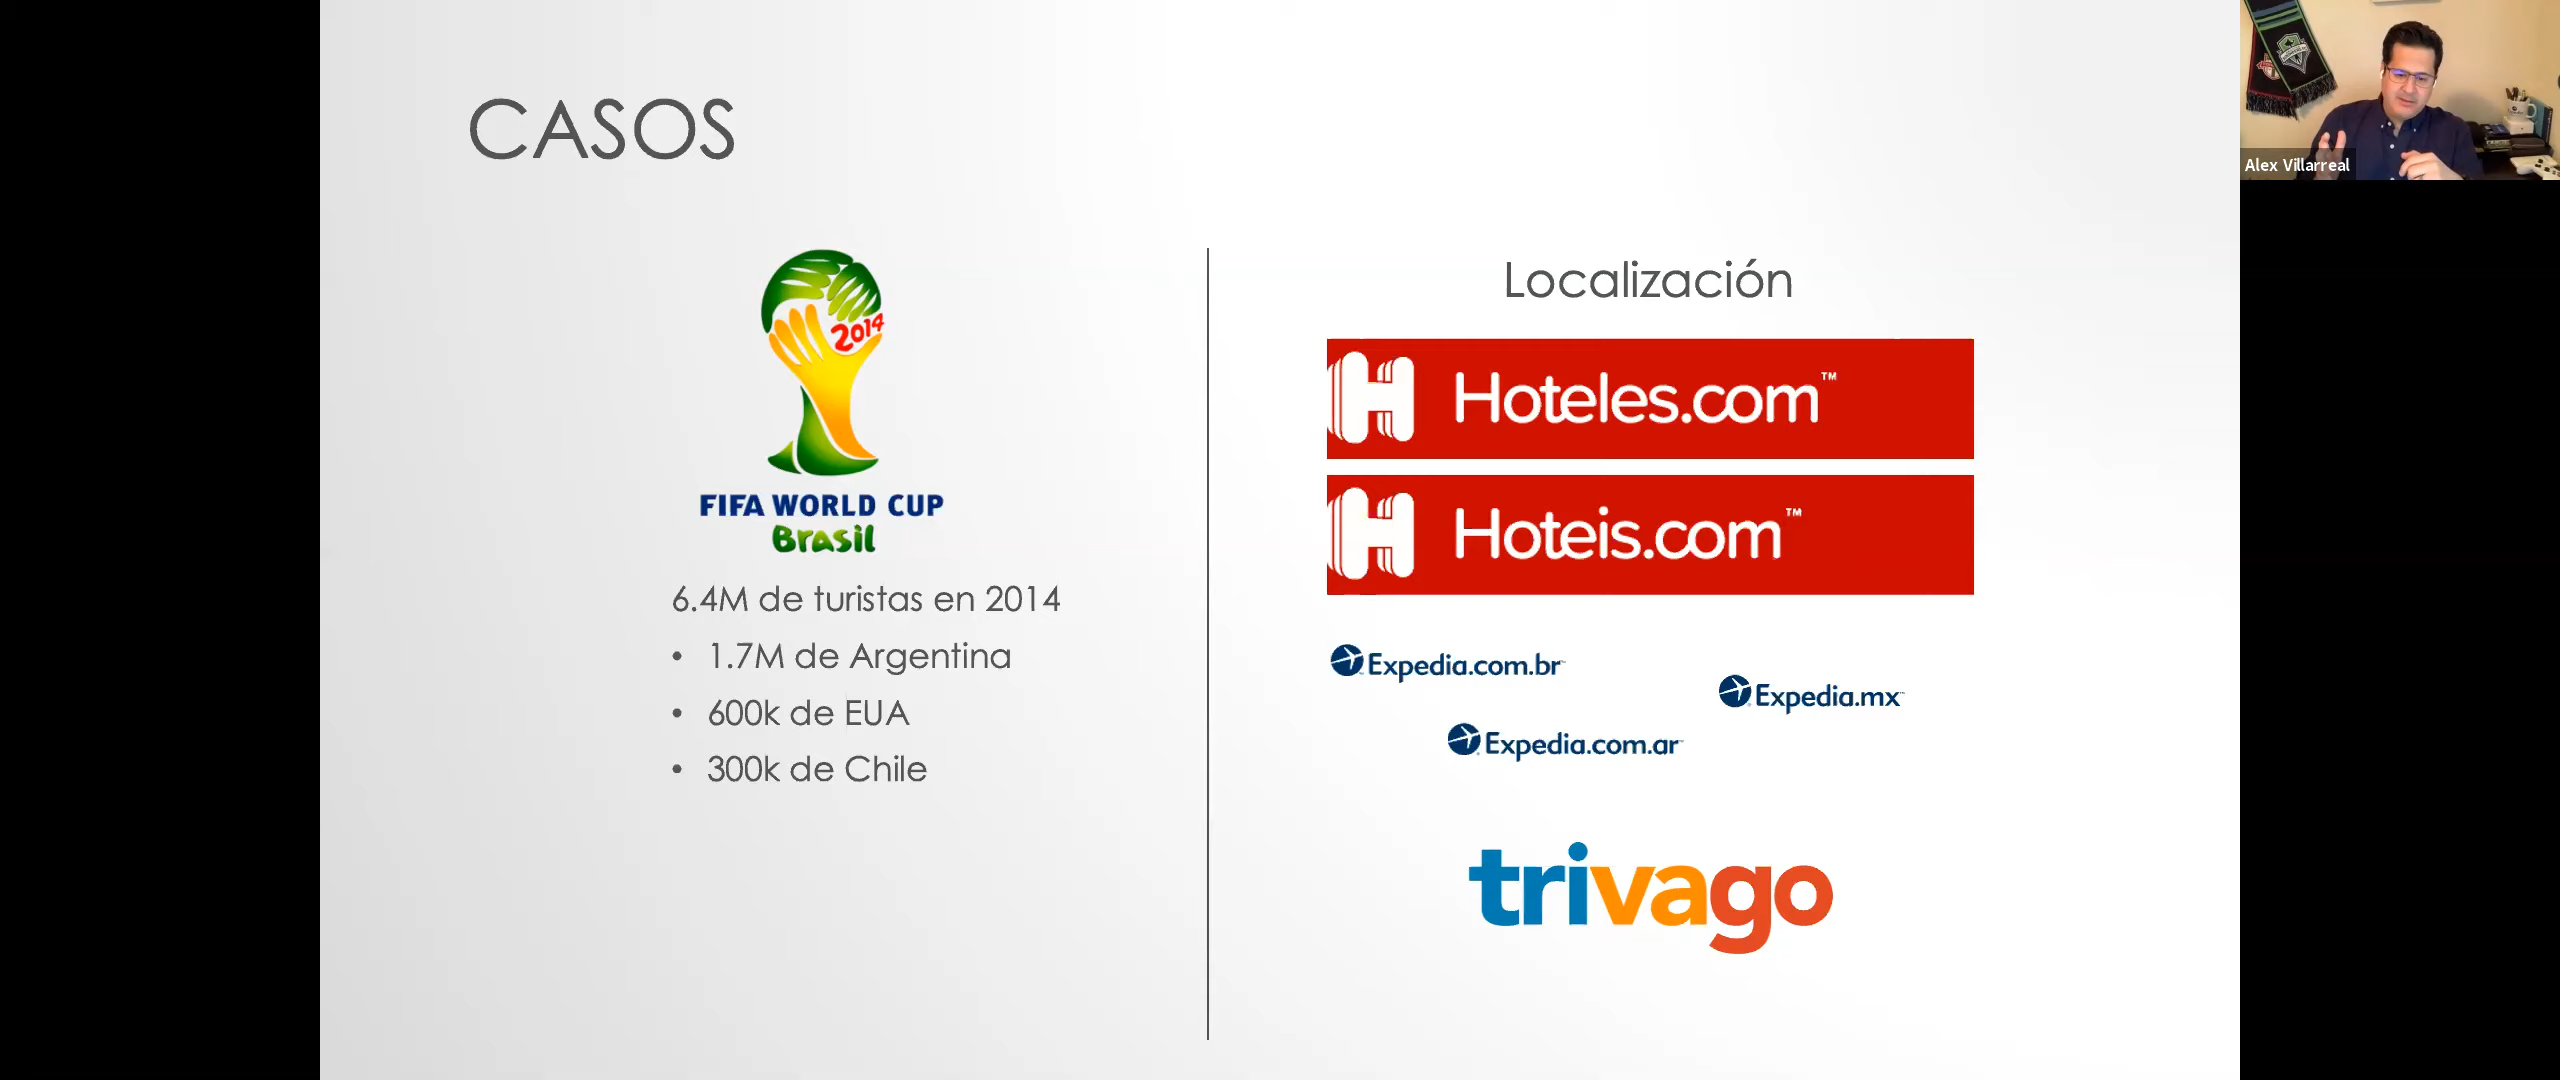 CASOS
2014
FIFA WORLD CUP
Brasil
6.4M de turistas en 2014
• 1.7M de Argentina
• 600k de EUA
• 300k de Chile
Localización
Hoteles.com™
Hoteis.com™
Expedia.com.br
Expedia.mx
Expedia.com.ar
trivago
Alex Villarreal